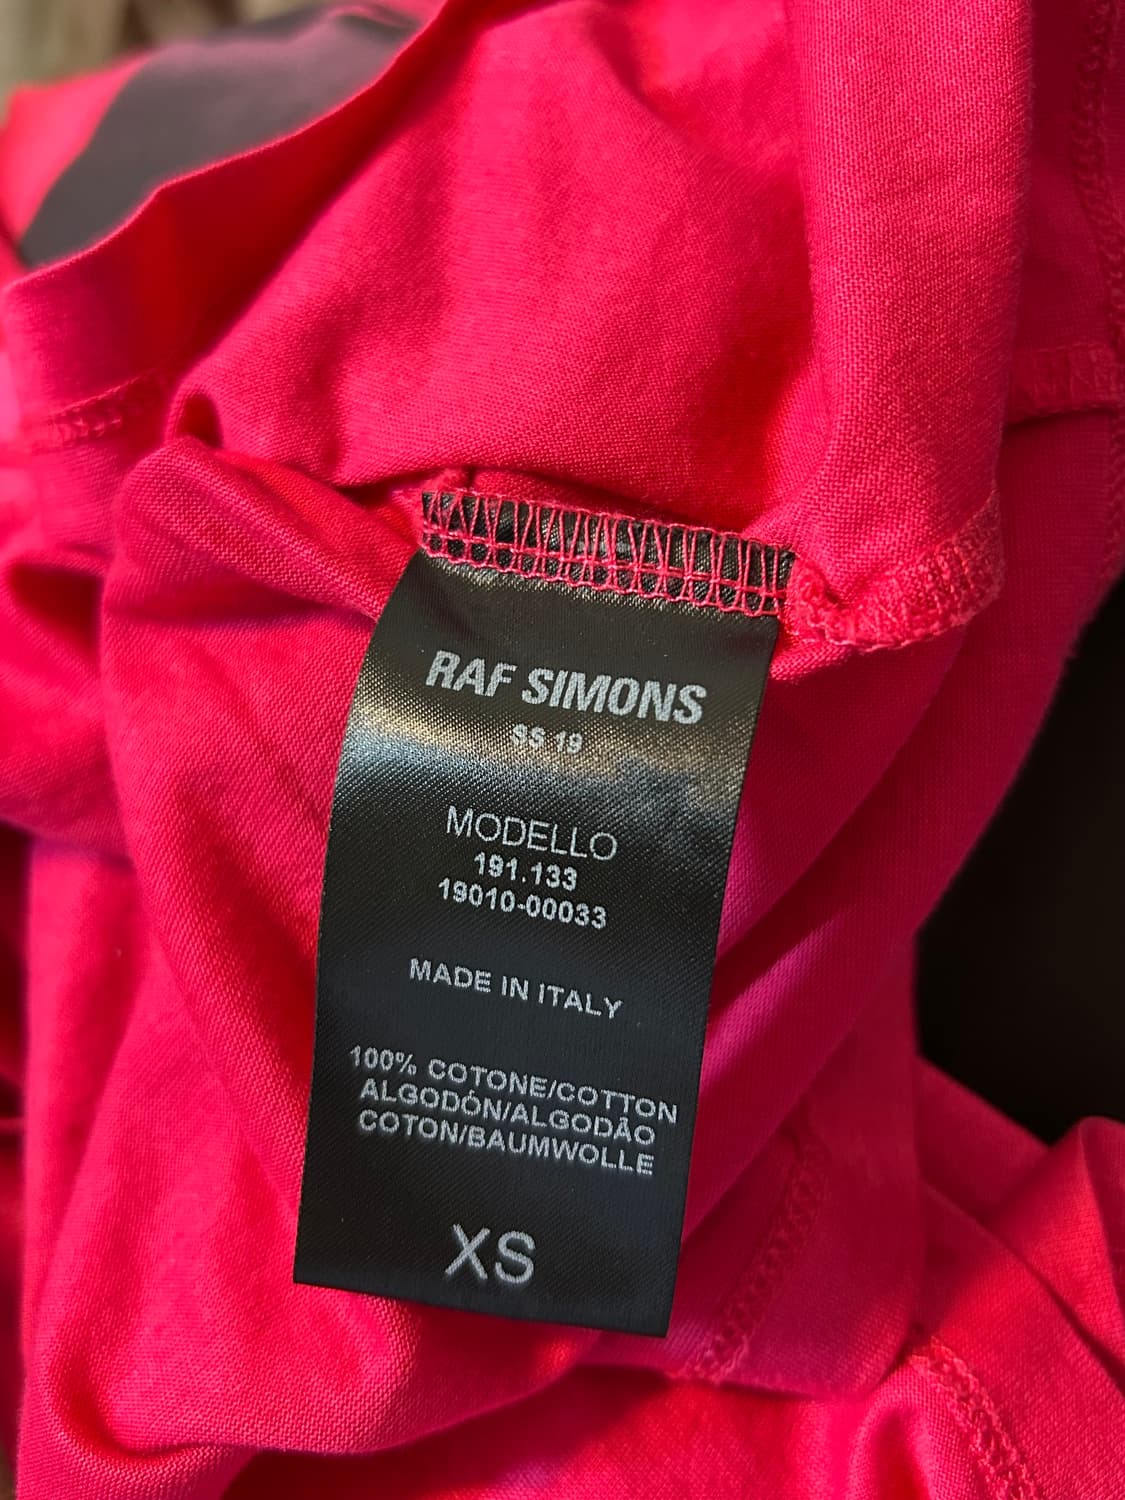 RAF SIMONS
SS 19
MODELLO
191.133
19010-00033
MADE IN ITALY
100% COTONE/COTTON
ALGODÓN/ALGODÃO
COTON/BAUMWOLLE
XS